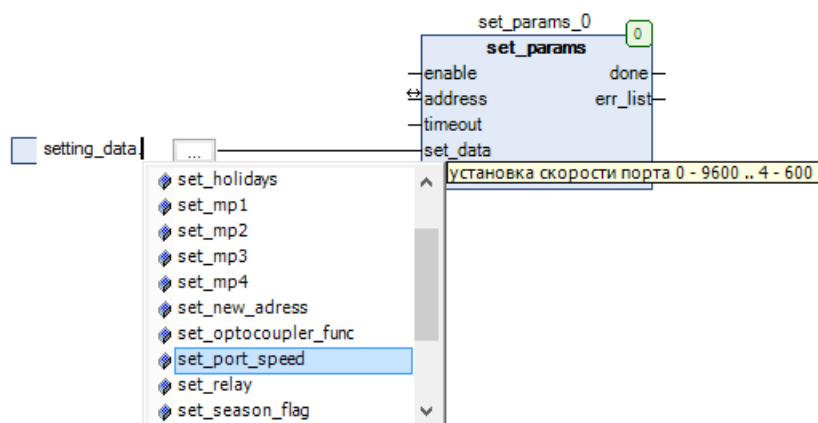 set_params_0
0
set_params
enable done
address err_list
timeout
setting_data. ... set_data
установка скорости порта 0 - 9600 .. 4 - 600
set_holidays
set_mp1
set_mp2
set_mp3
set_mp4
set_new_adress
set_optocoupler_func
set_port_speed
set_relay
set_season_flag